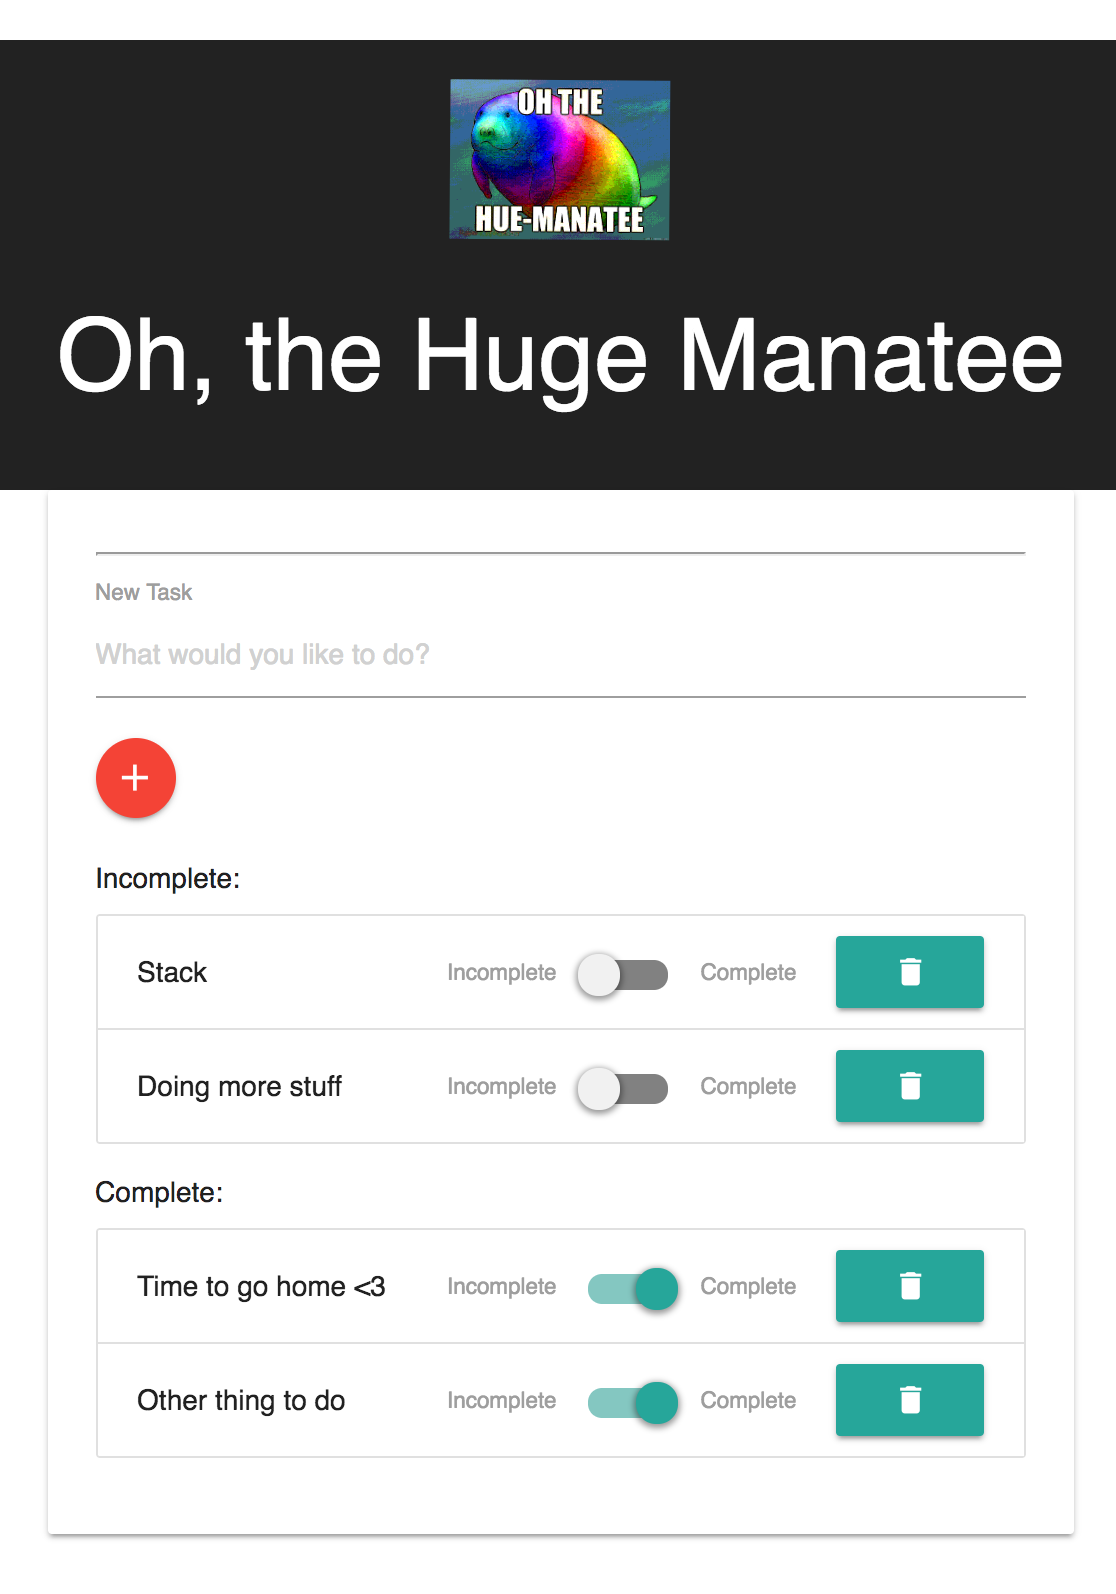 OH THE
HUE-MANATEE
Oh, the Huge Manatee
New Task
What would you like to do?
Incomplete:
Stack Incomplete Complete
Doing more stuff Incomplete Complete
Complete:
Time to go home <3 Incomplete Complete
Other thing to do Incomplete Complete